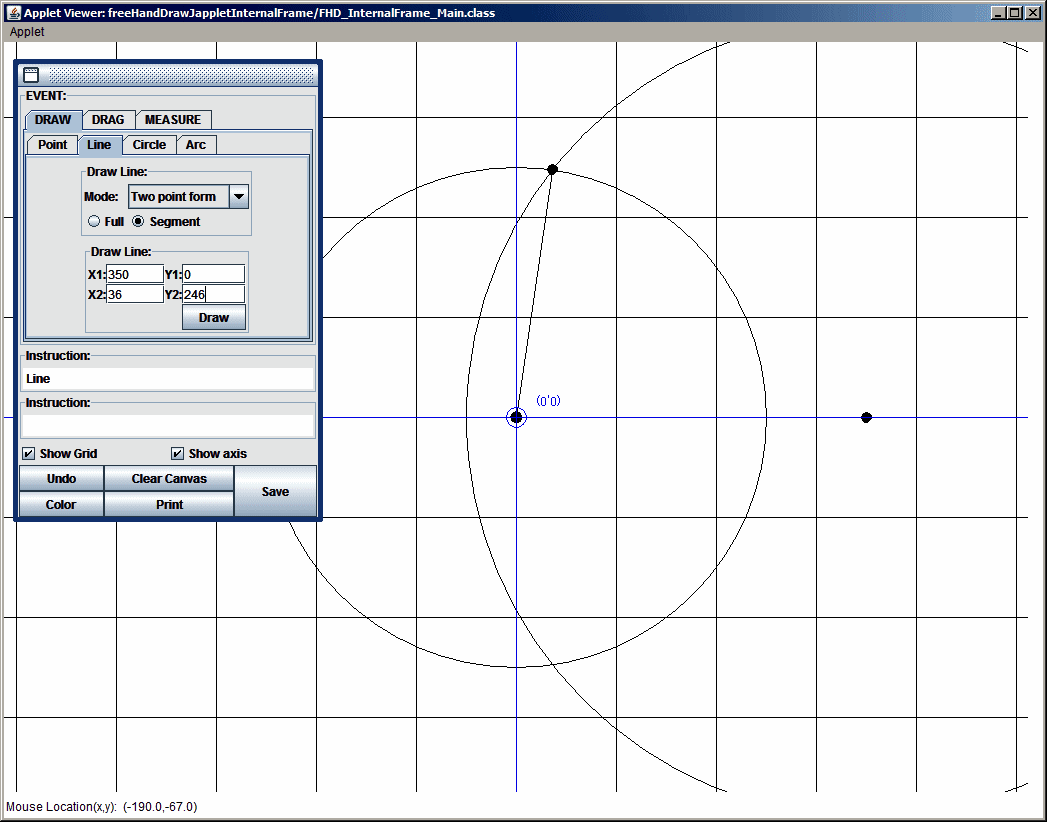 Applet Viewer: freeHandDrawJappletInternalFrame/FHD_InternalFrame_Main.class
Applet
EVENT:
DRAW DRAG MEASURE
Point Line Circle Arc
Draw Line:
Mode: Two point form
Full Segment
Draw Line:
X1: 350 Y1: 0
X2: 36 Y2: 246
Draw
Instruction:
Line
Instruction:
Show Grid Show axis
Undo Clear Canvas Save
Color Print
(0'0)
Mouse Location(x,y): (-190.0,-67.0)